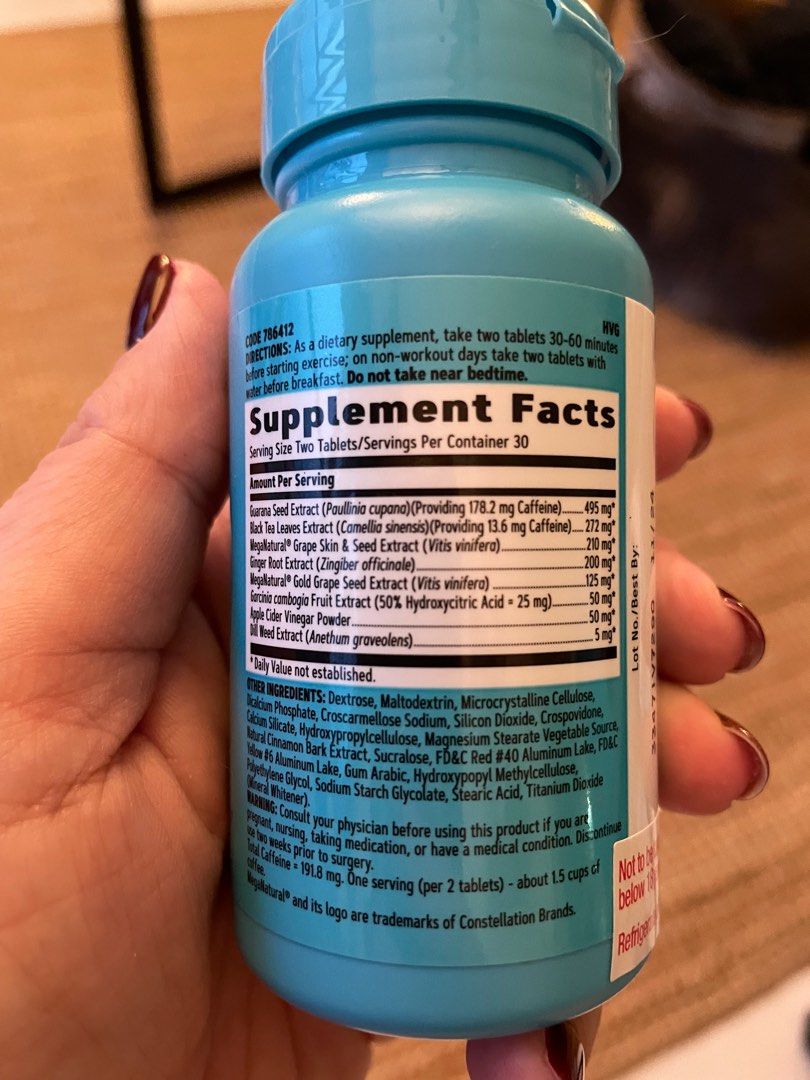 CODE 786412 HVG
DIRECTIONS: As a dietary supplement, take two tablets 30-60 minutes
before starting exercise; on non-workout days take two tablets with
water before breakfast. Do not take near bedtime.
Supplement Facts
Serving Size Two Tablets/Servings Per Container 30
Amount Per Serving
Guarana Seed Extract (Paullinia cupana)(Providing 178.2 mg Caffeine)......495 mg*
Black Tea Leaves Extract (Camellia sinensis)(Providing 13.6 mg Caffeine)....272 mg*
MegaNatural® Grape Skin & Seed Extract (Vitis vinifera)........210 mg*
Ginger Root Extract (Zingiber officinale)........200 mg*
MegaNatural® Gold Grape Seed Extract (Vitis vinifera)........125 mg*
Garcinia cambogia Fruit Extract (50% Hydroxycitric Acid = 25 mg)........50 mg*
Apple Cider Vinegar Powder........50 mg*
Dill Weed Extract (Anethum graveolens)........5 mg*
* Daily Value not established.
OTHER INGREDIENTS: Dextrose, Maltodextrin, Microcrystalline Cellulose,
Dicalcium Phosphate, Croscarmellose Sodium, Silicon Dioxide, Crospovidone,
Calcium Silicate, Hydroxypropylcellulose, Magnesium Stearate Vegetable Source,
Natural Cinnamon Bark Extract, Sucralose, FD&C Red #40 Aluminum Lake, FD&C
Yellow #6 Aluminum Lake, Gum Arabic, Hydroxypopyl Methylcellulose,
Polyethylene Glycol, Sodium Starch Glycolate, Stearic Acid, Titanium Dioxide
(Mineral Whitener).
WARNING: Consult your physician before using this product if you are
pregnant, nursing, taking medication, or have a medical condition. Discontinue
use two weeks prior to surgery.
Total Caffeine = 191.8 mg. One serving (per 2 tablets) - about 1.5 cups of
coffee.
MegaNatural® and its logo are trademarks of Constellation Brands.
Lot No./Best By:
11/24
Not to
below